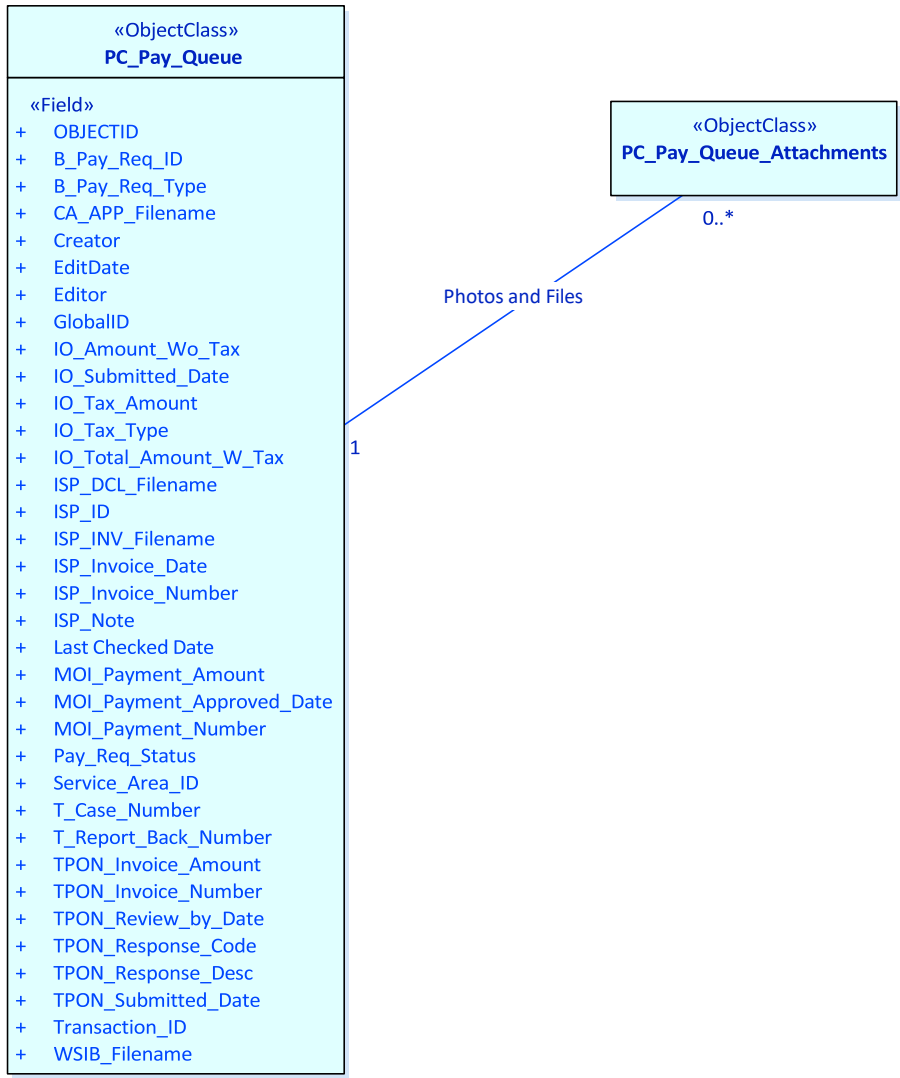 «ObjectClass»
PC_Pay_Queue
«Field»
+ OBJECTID
+ B_Pay_Req_ID
+ B_Pay_Req_Type
+ CA_APP_Filename
+ Creator
+ EditDate
+ Editor
+ GlobalID
+ IO_Amount_Wo_Tax
+ IO_Submitted_Date
+ IO_Tax_Amount
+ IO_Tax_Type
+ IO_Total_Amount_W_Tax
+ ISP_DCL_Filename
+ ISP_ID
+ ISP_INV_Filename
+ ISP_Invoice_Date
+ ISP_Invoice_Number
+ ISP_Note
+ Last Checked Date
+ MOI_Payment_Amount
+ MOI_Payment_Approved_Date
+ MOI_Payment_Number
+ Pay_Req_Status
+ Service_Area_ID
+ T_Case_Number
+ T_Report_Back_Number
+ TPON_Invoice_Amount
+ TPON_Invoice_Number
+ TPON_Review_by_Date
+ TPON_Response_Code
+ TPON_Response_Desc
+ TPON_Submitted_Date
+ Transaction_ID
+ WSIB_Filename
«ObjectClass»
PC_Pay_Queue_Attachments
0..*
Photos and Files
1